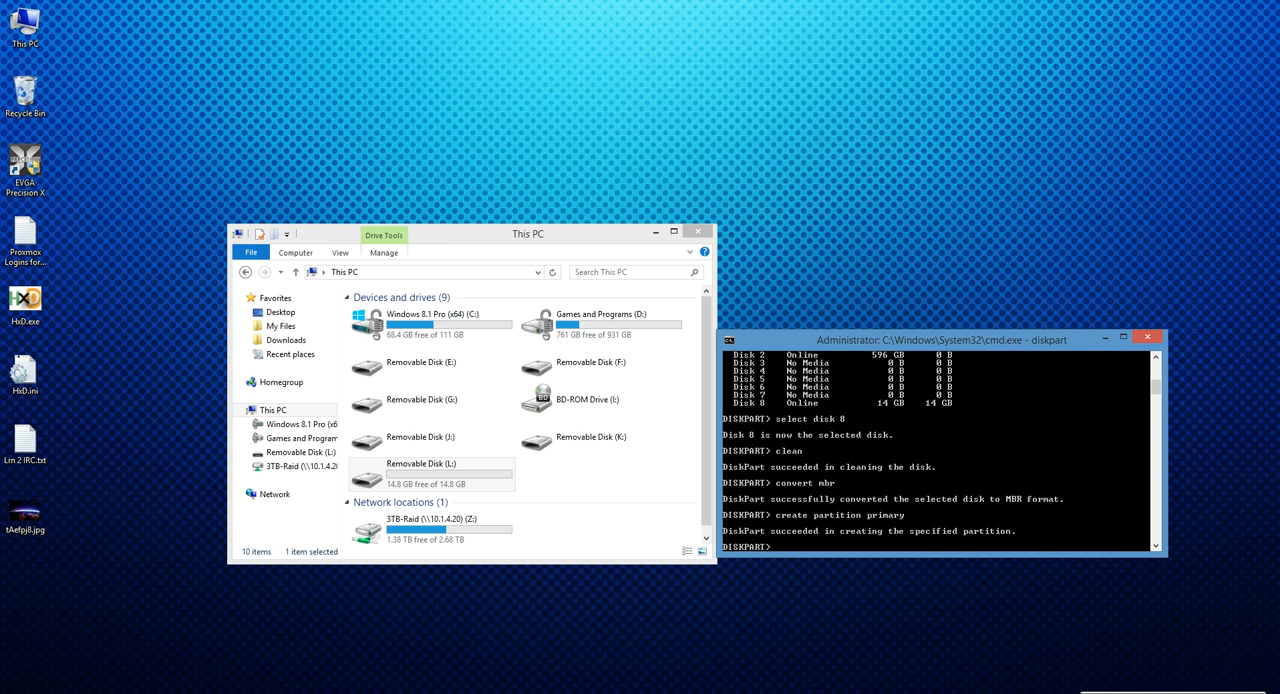 This PC
Recycle Bin
EVGA
Precision X
Proxmox
Logins for...
HxD.exe
HxD.ini
Lrn 2 IRC.txt
tAefpj8.jpg
Drive Tools
This PC
File
Computer
View
Manage
This PC
Search This PC
Favorites
Desktop
My Files
Downloads
Recent places
Homegroup
This PC
Windows 8.1 Pro (x6
Games and Program
Removable Disk (L:)
3TB-Raid (\\10.1.4.20
Network
Devices and drives (9)
Windows 8.1 Pro (x64) (C:)
68.4 GB free of 111 GB
Games and Programs (D:)
761 GB free of 931 GB
Removable Disk (E:)
Removable Disk (F:)
Removable Disk (G:)
BD
BD-ROM Drive (I:)
Removable Disk (J:)
Removable Disk (K:)
Removable Disk (L:)
14.8 GB free of 14.8 GB
Network locations (1)
3TB-Raid (\\10.1.4.20) (Z:)
1.38 TB free of 2.68 TB
10 items
1 item selected
Administrator: C:\Windows\System32\cmd.exe - diskpart
Disk 2 Online 596 GB 0 B
Disk 3 No Media 0 B 0 B
Disk 4 No Media 0 B 0 B
Disk 5 No Media 0 B 0 B
Disk 6 No Media 0 B 0 B
Disk 7 No Media 0 B 0 B
Disk 8 Online 14 GB 14 GB
DISKPART> select disk 8
Disk 8 is now the selected disk.
DISKPART> clean
DiskPart succeeded in cleaning the disk.
DISKPART> convert mbr
DiskPart successfully converted the selected disk to MBR format.
DISKPART> create partition primary
DiskPart succeeded in creating the specified partition.
DISKPART>